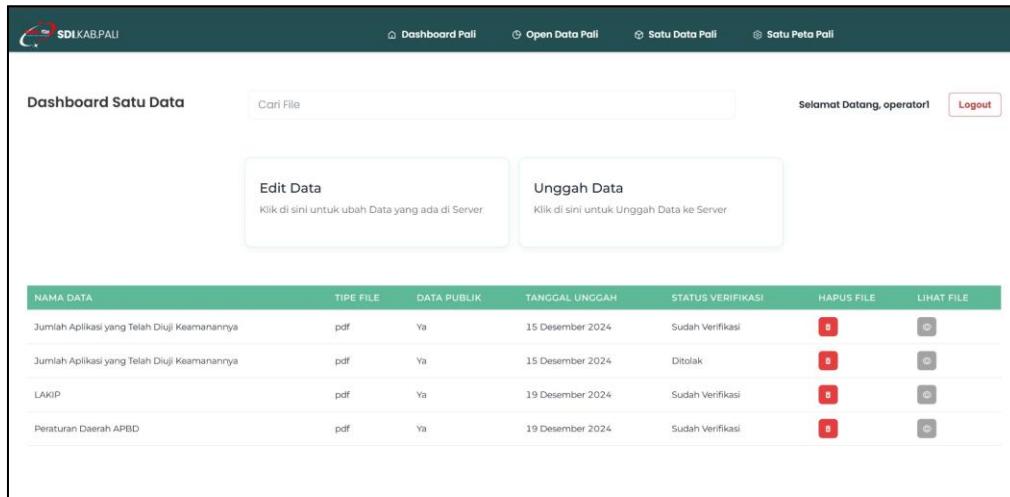 SDI.KAB.PALI Dashboard Pali Open Data Pali Satu Data Pali Satu Peta Pali
Dashboard Satu Data Cari File Selamat Datang, operator1 Logout
Edit Data Unggah Data
Klik di sini untuk ubah Data yang ada di Server Klik di sini untuk Unggah Data ke Server
NAMA DATA TIPE FILE DATA PUBLIK TANGGAL UNGGAH STATUS VERIFIKASI HAPUS FILE LIHAT FILE
Jumlah Aplikasi yang Telah Diuji Keamanannya pdf Ya 15 Desember 2024 Sudah Verifikasi
Jumlah Aplikasi yang Telah Diuji Keamanannya pdf Ya 15 Desember 2024 Ditolak
LAKIP pdf Ya 19 Desember 2024 Sudah Verifikasi
Peraturan Daerah APBD pdf Ya 19 Desember 2024 Sudah Verifikasi